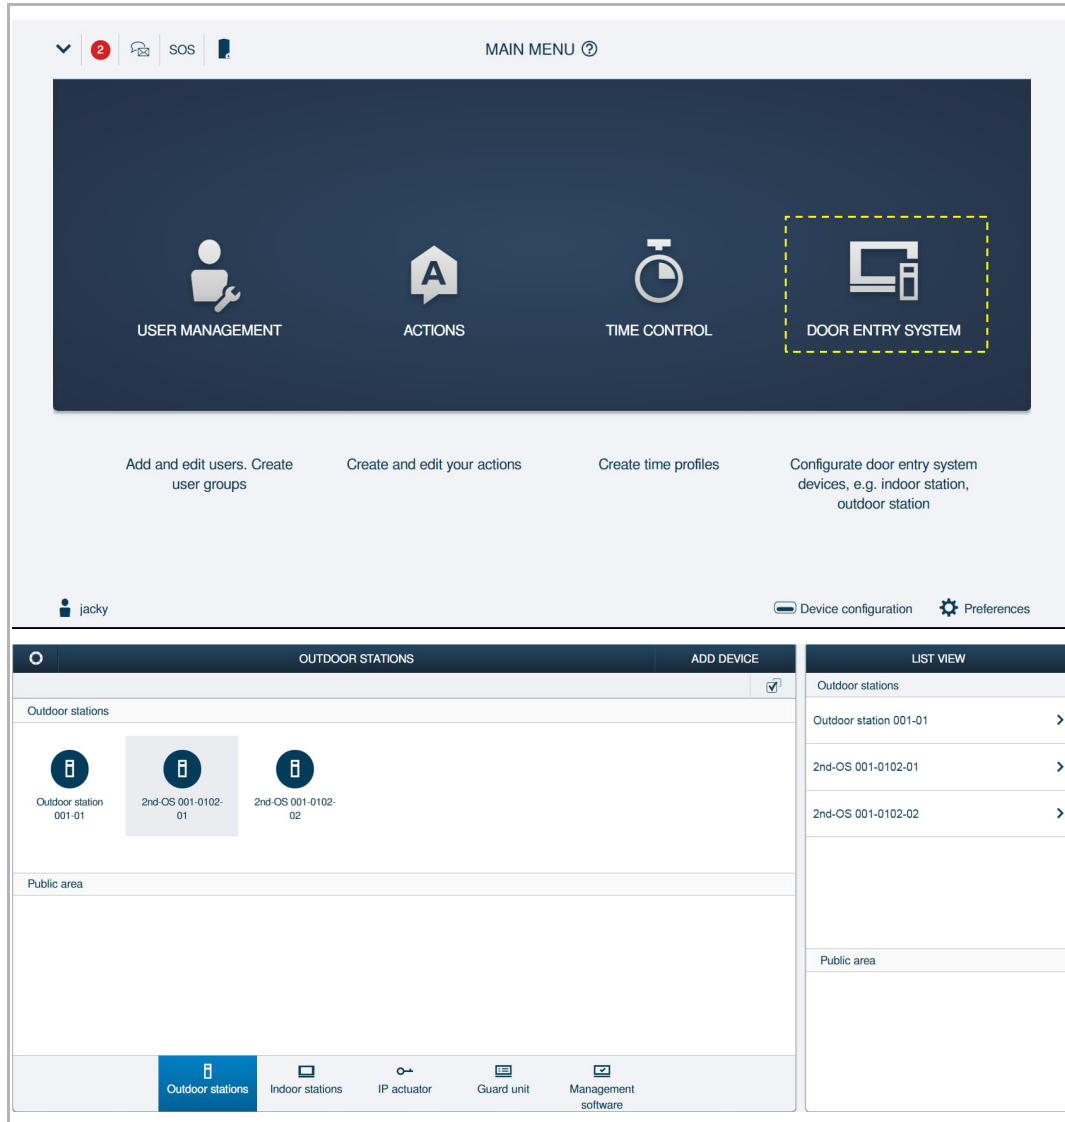 2
SOS
MAIN MENU ?
USER MANAGEMENT
A
ACTIONS
TIME CONTROL
DOOR ENTRY SYSTEM
Add and edit users. Create
user groups
Create and edit your actions
Create time profiles
Configurate door entry system
devices, e.g. indoor station,
outdoor station
jacky
Device configuration
Preferences
OUTDOOR STATIONS
ADD DEVICE
Outdoor stations
Outdoor station
001-01
2nd-OS 001-0102-
01
2nd-OS 001-0102-
02
Public area
Outdoor stations
Indoor stations
IP actuator
Guard unit
Management
software
LIST VIEW
Outdoor stations
Outdoor station 001-01
2nd-OS 001-0102-01
2nd-OS 001-0102-02
Public area